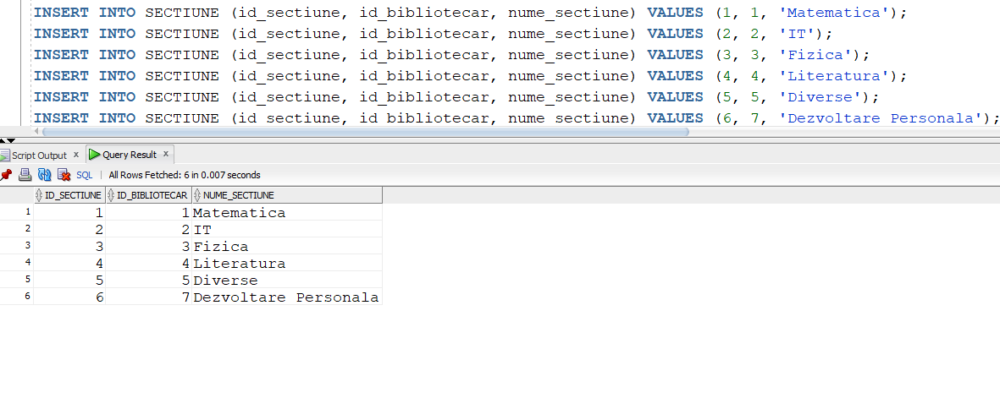 INSERT INTO SECTIUNE (id_sectiune, id_bibliotecar, nume_sectiune) VALUES (1, 1, 'Matematica');
INSERT INTO SECTIUNE (id_sectiune, id_bibliotecar, nume_sectiune) VALUES (2, 2, 'IT');
INSERT INTO SECTIUNE (id_sectiune, id_bibliotecar, nume_sectiune) VALUES (3, 3, 'Fizica');
INSERT INTO SECTIUNE (id_sectiune, id_bibliotecar, nume_sectiune) VALUES (4, 4, 'Literatura');
INSERT INTO SECTIUNE (id_sectiune, id_bibliotecar, nume_sectiune) VALUES (5, 5, 'Diverse');
INSERT INTO SECTIUNE (id_sectiune, id_bibliotecar, nume_sectiune) VALUES (6, 7, 'Dezvoltare Personala');
Script Output x Query Result x
SQL | All Rows Fetched: 6 in 0.007 seconds
ID_SECTIUNE ID_BIBLIOTECAR NUME_SECTIUNE
1 1 1 Matematica
2 2 2 IT
3 3 3 Fizica
4 4 4 Literatura
5 5 5 Diverse
6 6 7 Dezvoltare Personala